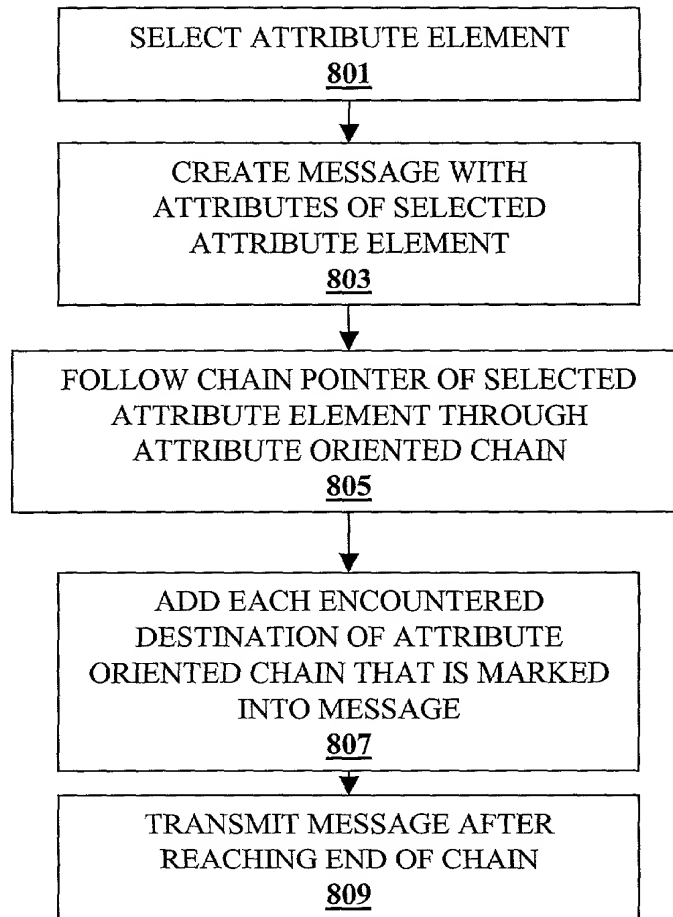 SELECT ATTRIBUTE ELEMENT
801
CREATE MESSAGE WITH
ATTRIBUTES OF SELECTED
ATTRIBUTE ELEMENT
803
FOLLOW CHAIN POINTER OF SELECTED
ATTRIBUTE ELEMENT THROUGH
ATTRIBUTE ORIENTED CHAIN
805
ADD EACH ENCOUNTERED
DESTINATION OF ATTRIBUTE
ORIENTED CHAIN THAT IS MARKED
INTO MESSAGE
807
TRANSMIT MESSAGE AFTER
REACHING END OF CHAIN
809